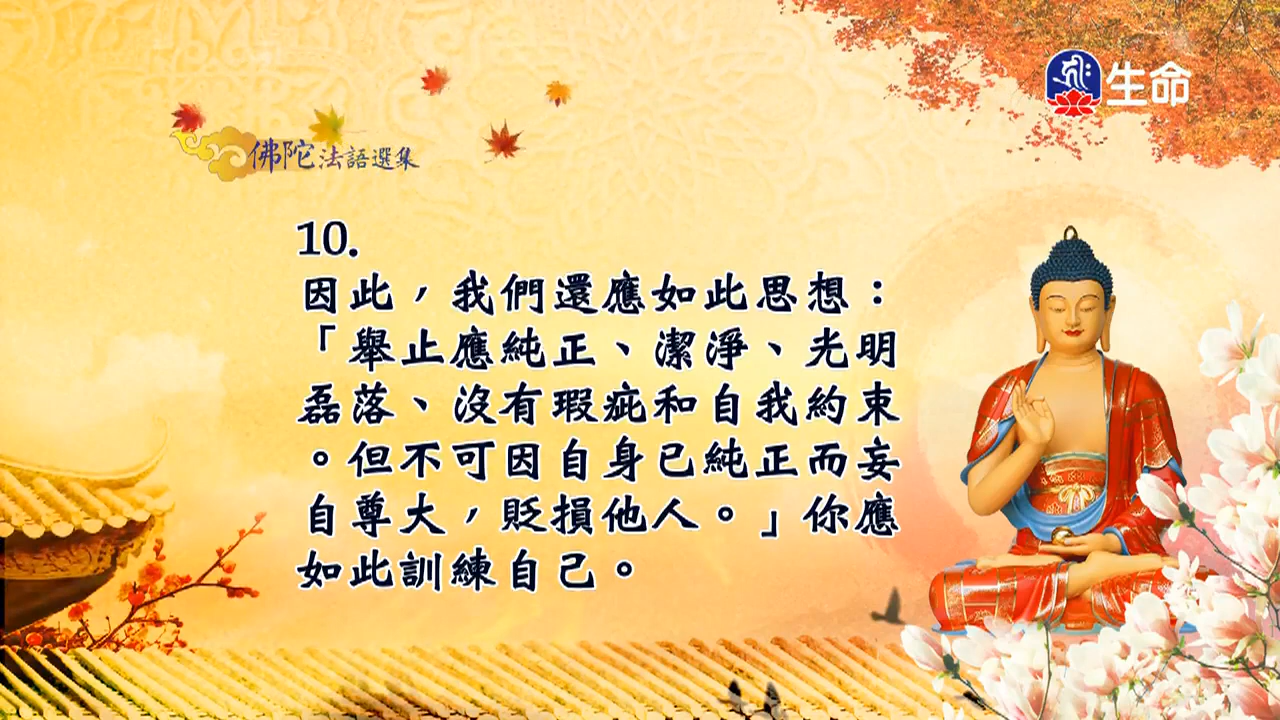 生命
佛陀法語選集
10.
因此，我們還應如此思想：
「舉止應純正、潔淨、光明
磊落、沒有瑕疵和自我約束
。但不可因自身已純正而妄
自尊大，貶損他人。」你應
如此訓練自己。